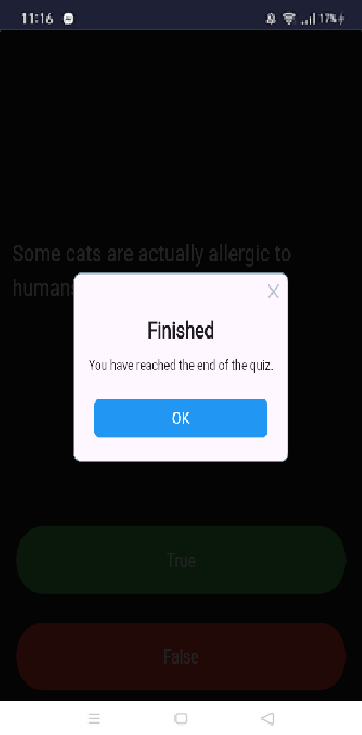 11:16
17%
Some cats are actually allergic to
humans
X
Finished
You have reached the end of the quiz.
OK
True
False